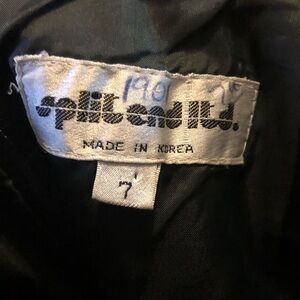 190
split end ltd.
MADE IN KOREA
7